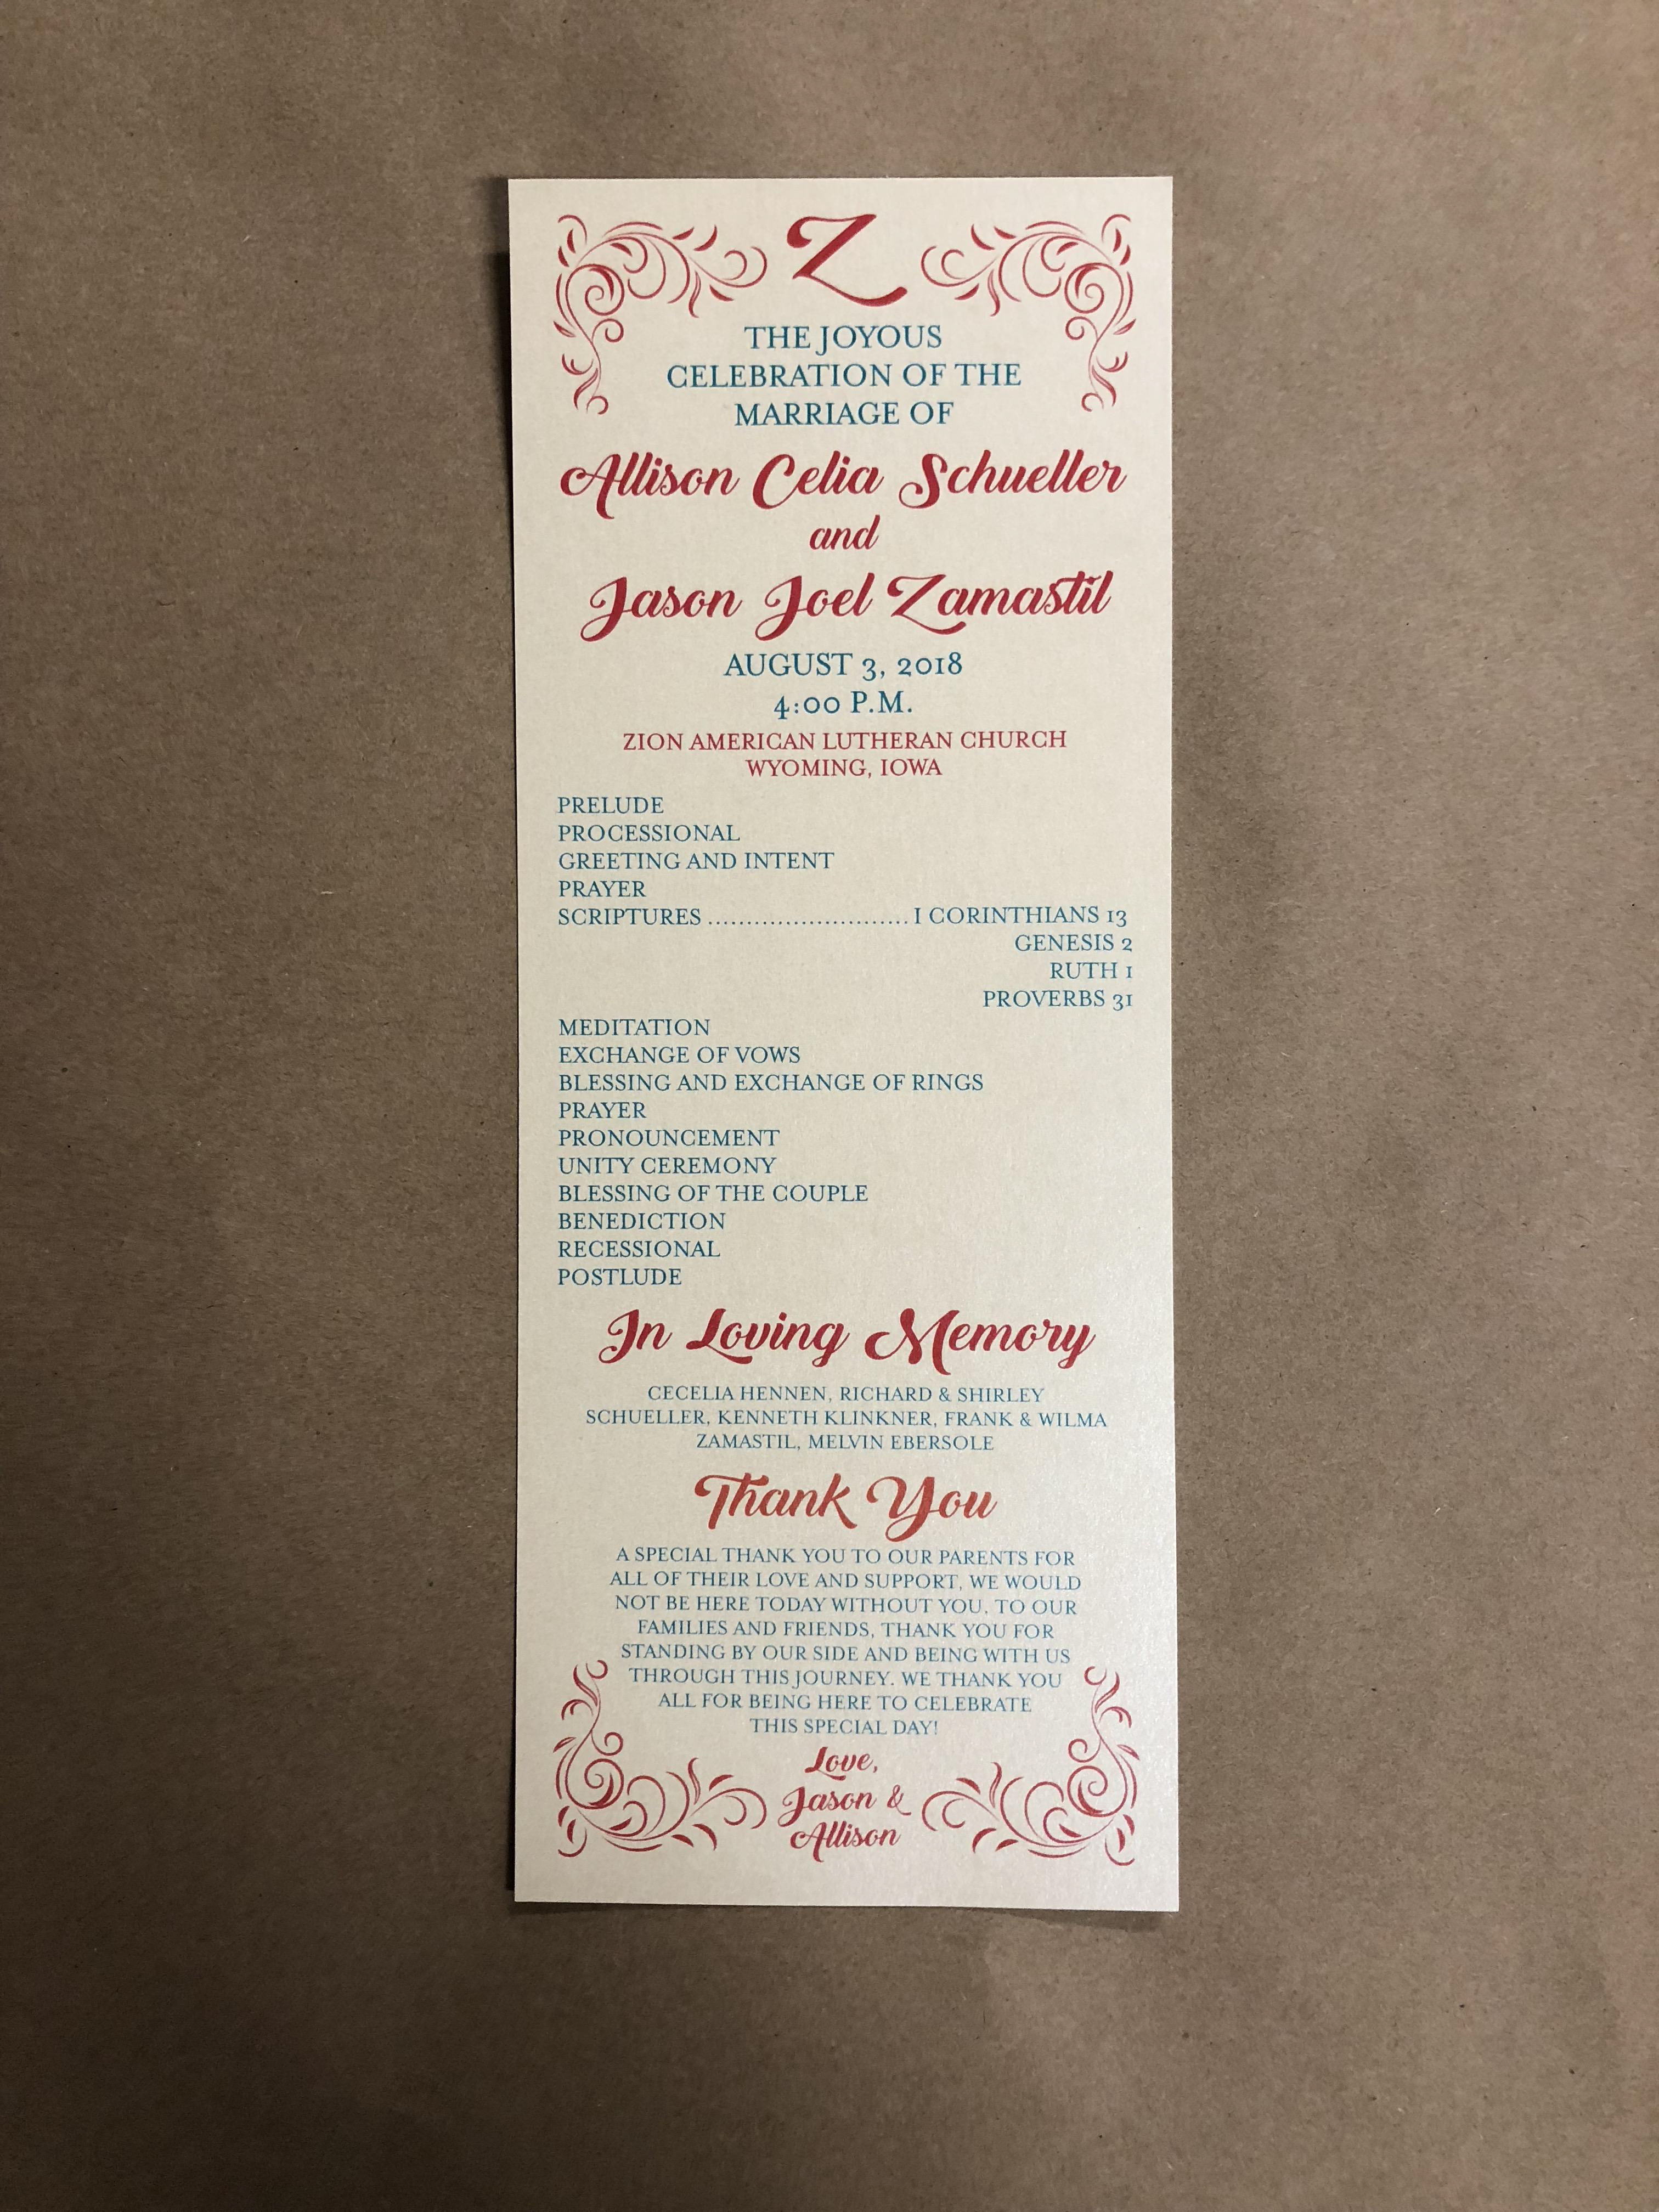 Z
THE JOYOUS
CELEBRATION OF THE
MARRIAGE OF
Allison Celia Schueller
and
Jason Joel Zamastil
AUGUST 3, 2018
4:00 P.M.
ZION AMERICAN LUTHERAN CHURCH
WYOMING, IOWA
PRELUDE
PROCESSIONAL
GREETING AND INTENT
PRAYER
SCRIPTURES ..........................I CORINTHIANS 13
GENESIS 2
RUTH 1
PROVERBS 31
MEDITATION
EXCHANGE OF VOWS
BLESSING AND EXCHANGE OF RINGS
PRAYER
PRONOUNCEMENT
UNITY CEREMONY
BLESSING OF THE COUPLE
BENEDICTION
RECESSIONAL
POSTLUDE
In Loving Memory
CECELIA HENNEN, RICHARD & SHIRLEY
SCHUELLER, KENNETH KLINKNER, FRANK & WILMA
ZAMASTIL, MELVIN EBERSOLE
Thank You
A SPECIAL THANK YOU TO OUR PARENTS FOR
ALL OF THEIR LOVE AND SUPPORT, WE WOULD
NOT BE HERE TODAY WITHOUT YOU. TO OUR
FAMILIES AND FRIENDS, THANK YOU FOR
STANDING BY OUR SIDE AND BEING WITH US
THROUGH THIS JOURNEY. WE THANK YOU
ALL FOR BEING HERE TO CELEBRATE
THIS SPECIAL DAY!
Love,
Jason &
Allison